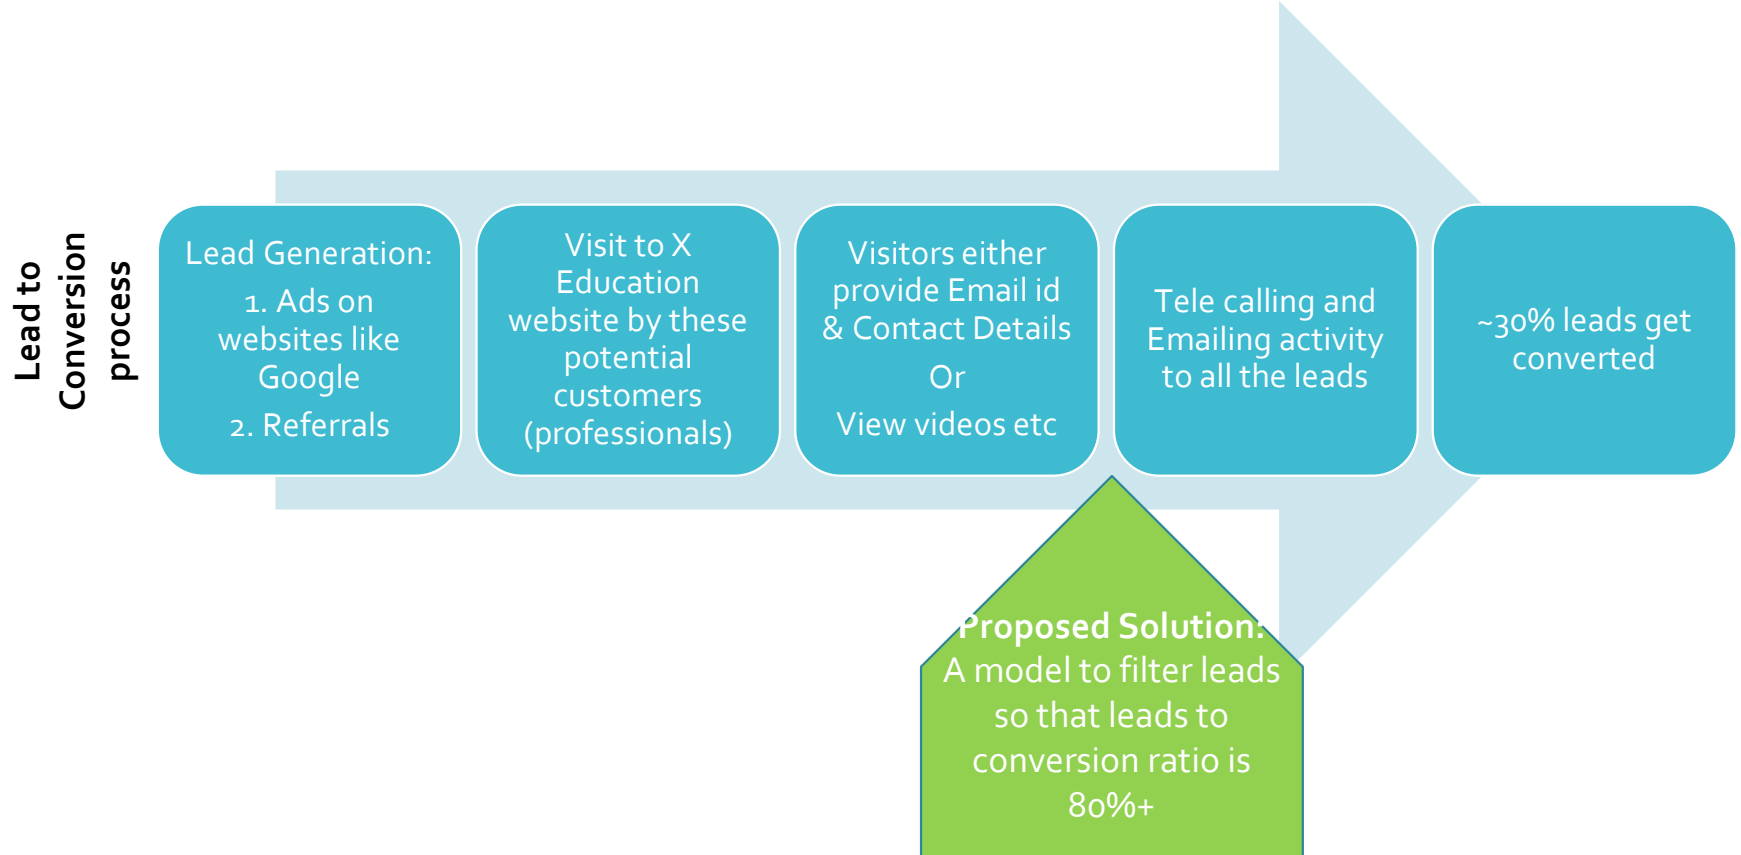 Lead to
Conversion
process
Lead Generation:
1. Ads on
websites like
Google
2. Referrals
Visit to X
Education
website by these
potential
customers
(professionals)
Visitors either
provide Email id
& Contact Details
Or
View videos etc
Tele calling and
Emailing activity
to all the leads
~30% leads get
converted
Proposed Solution:
A model to filter leads
so that leads to
conversion ratio is
80%+